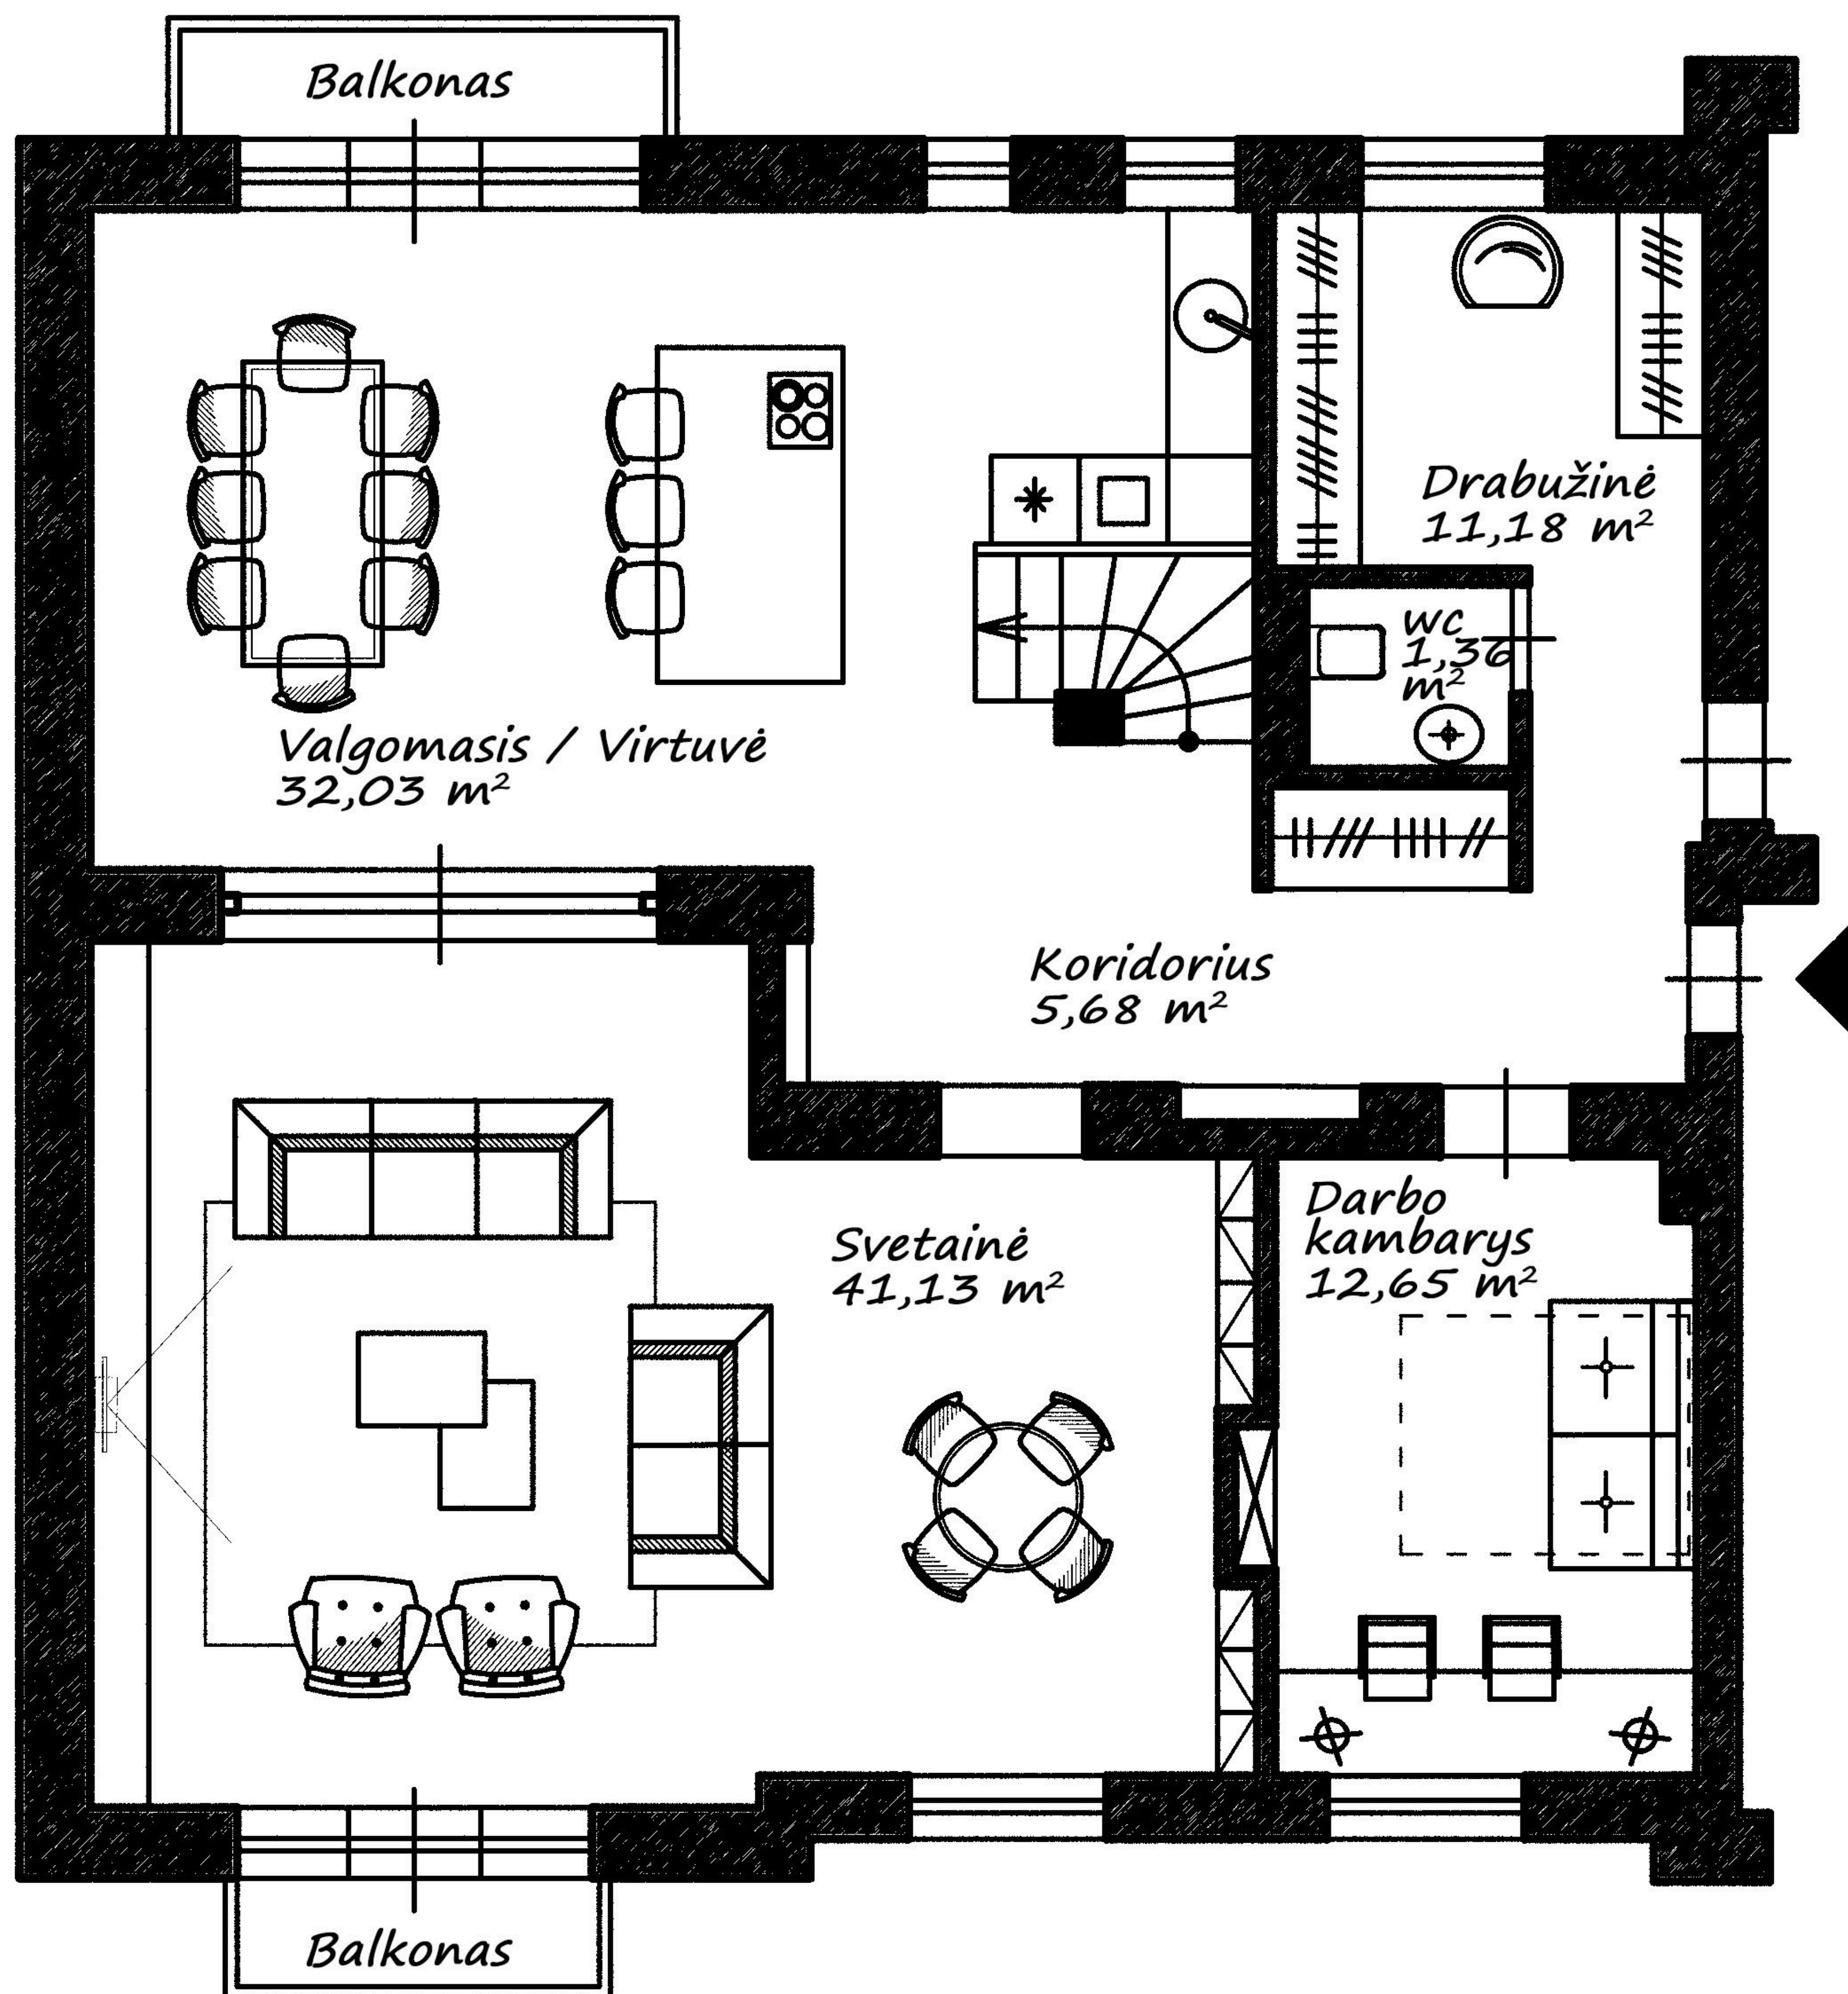 Balkonas
Drabužinė
11,18 m²
wc
1,36
m²
Valgomasis / Virtuvė
32,03 m²
Koridorius
5,68 m²
Svetainė
41,13 m²
Darbo
kambarys
12,65 m²
Balkonas